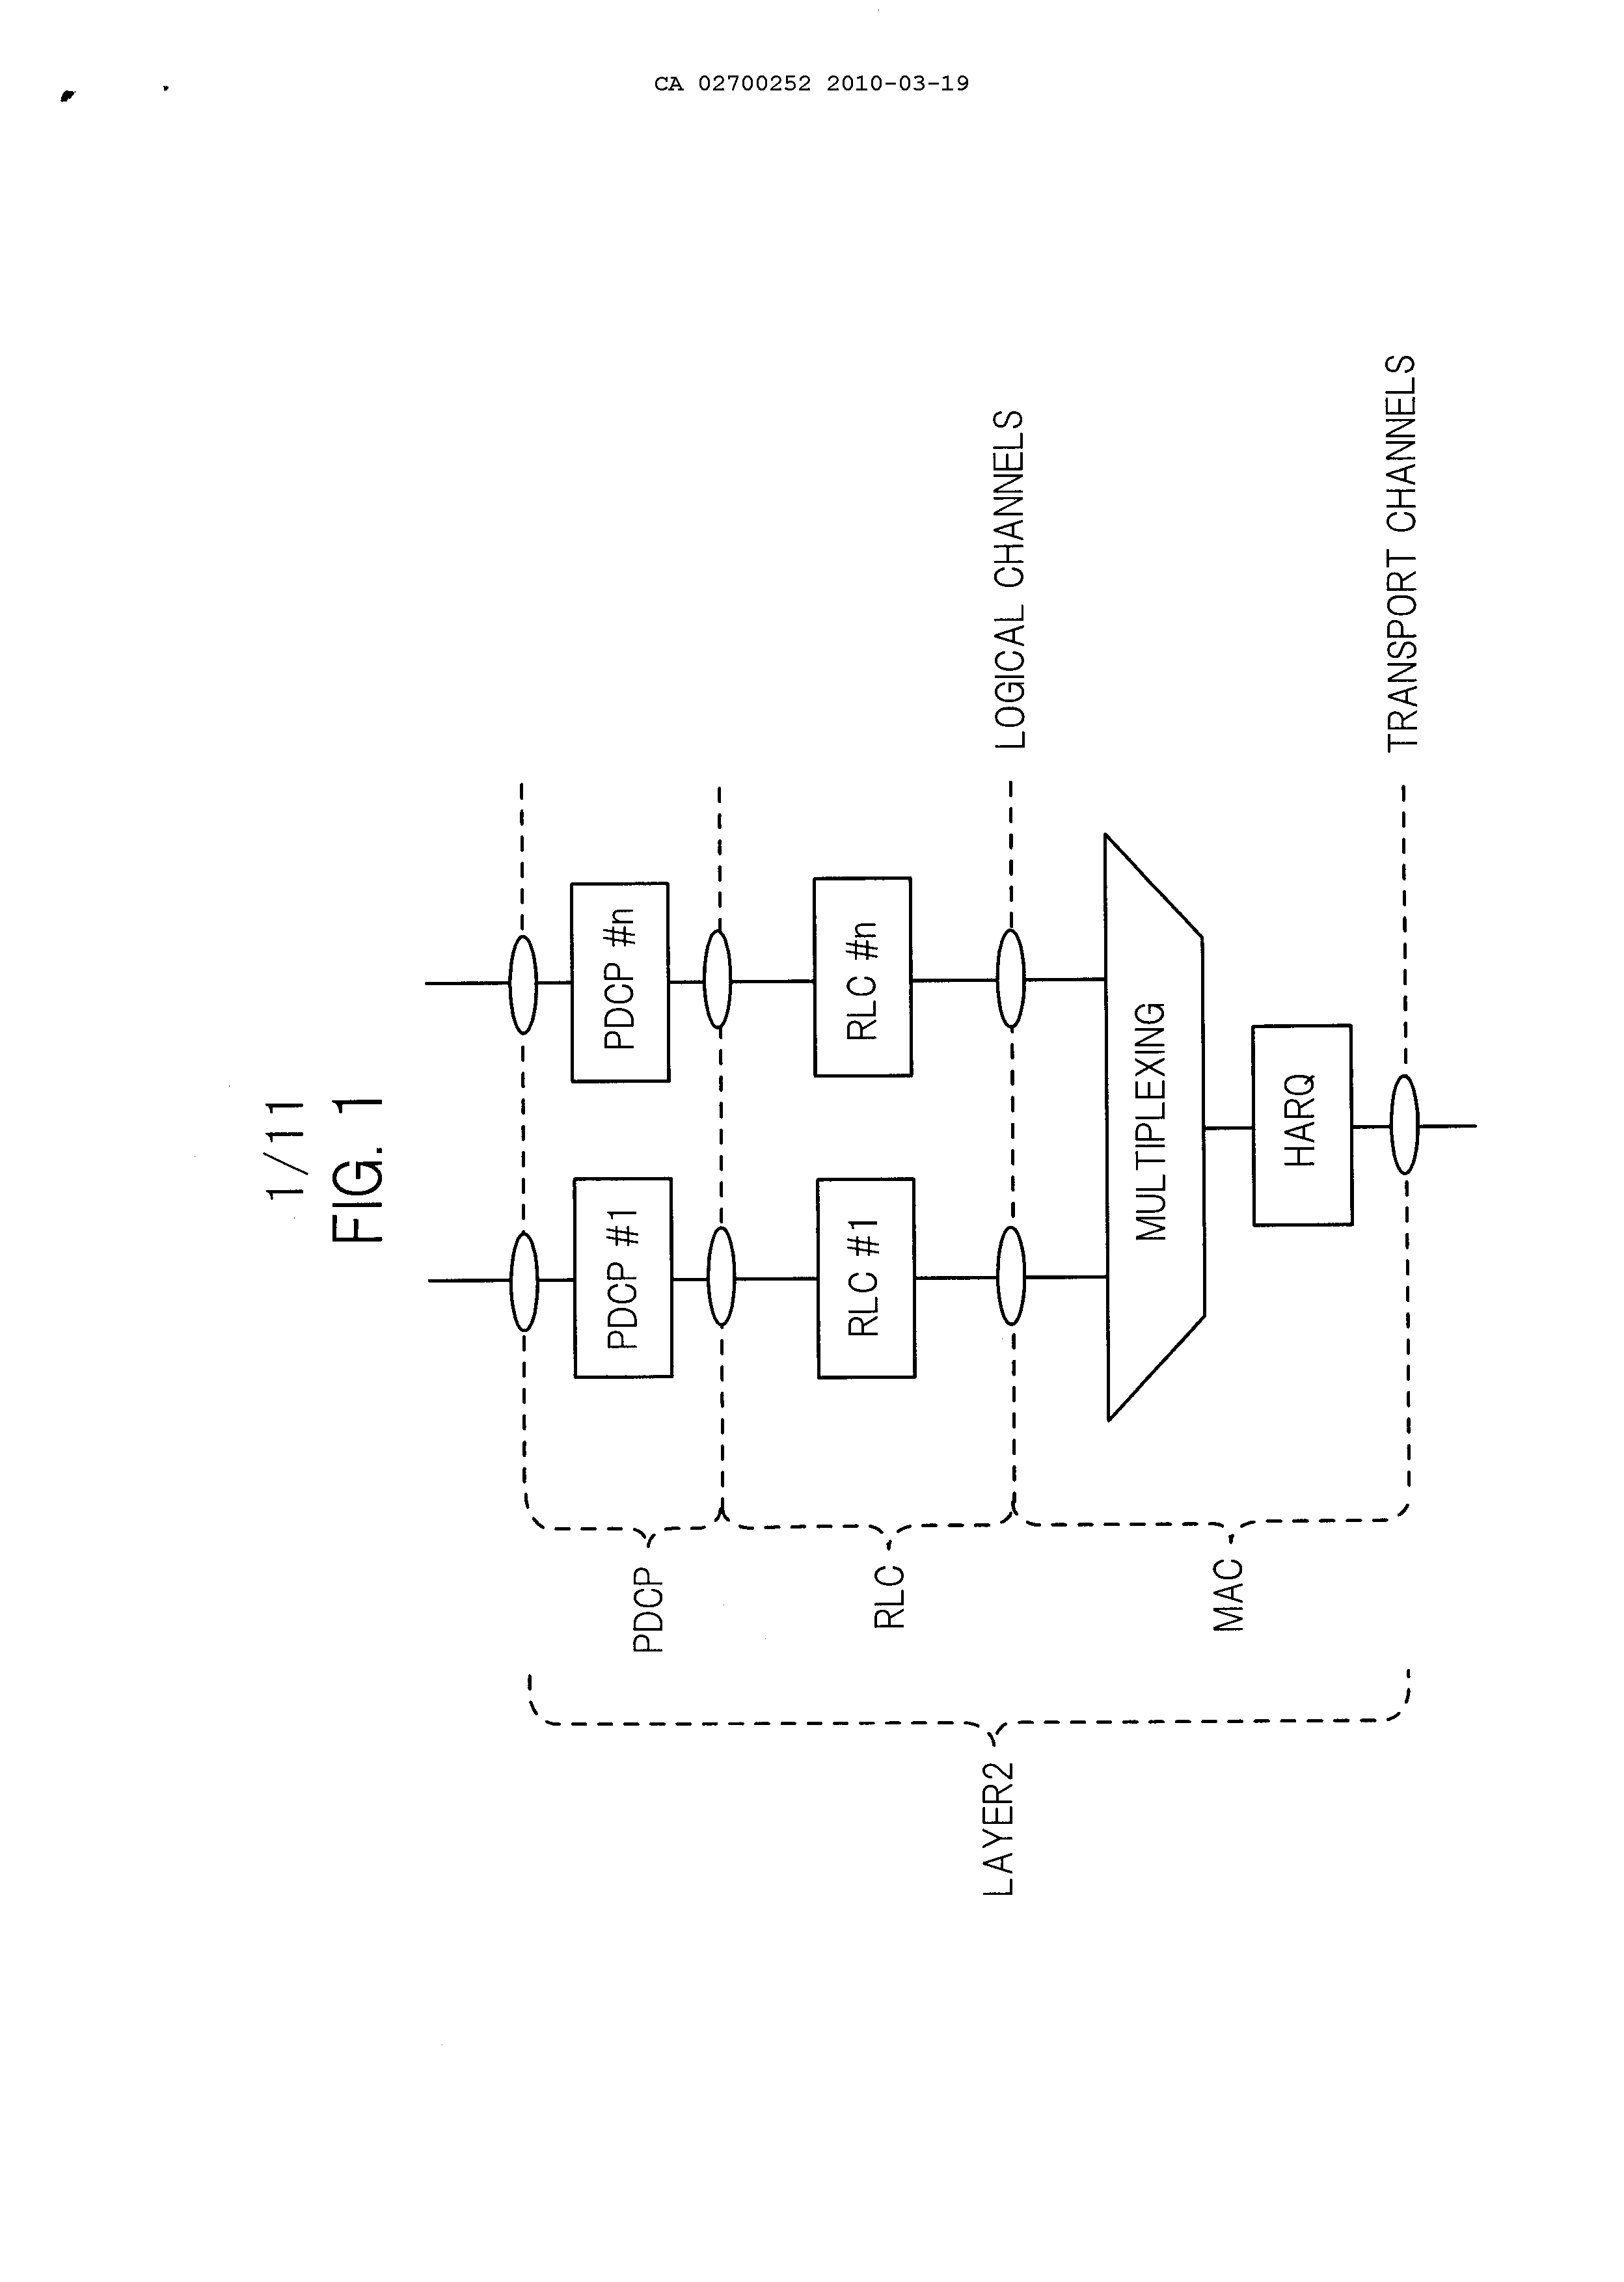 CA 02700252 2010-03-19
1/11
FIG. 1
PDCP #1
PDCP #n
PDCP
RLC #1
RLC #n
RLC
LOGICAL CHANNELS
LAYER2
MULTIPLEXING
MAC
HARQ
TRANSPORT CHANNELS